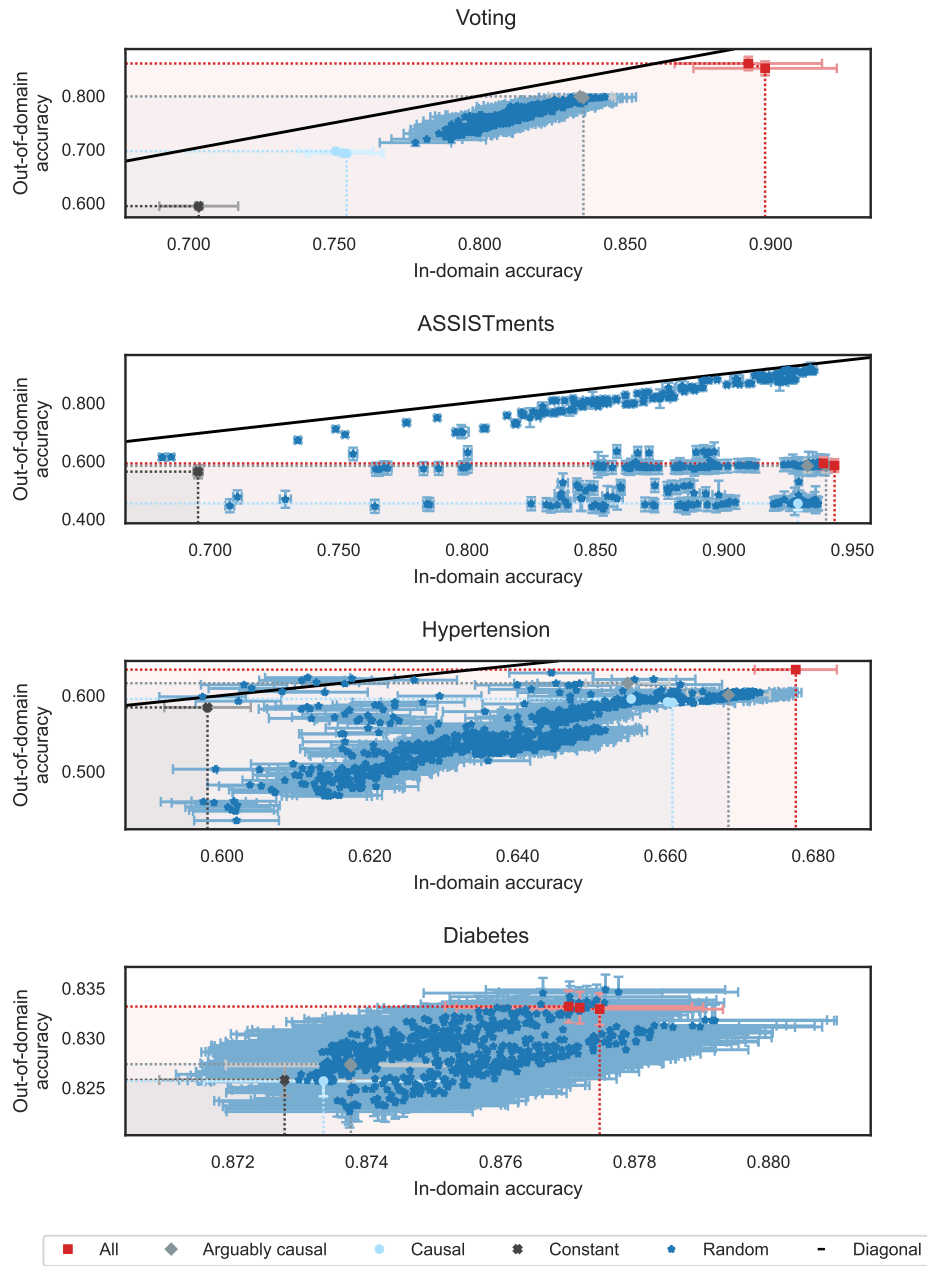 Voting
Out-of-domain
accuracy
0.800
0.700
0.600
0.700 0.750 0.800 0.850 0.900
In-domain accuracy
ASSISTments
Out-of-domain
accuracy
0.800
0.600
0.400
0.700 0.750 0.800 0.850 0.900 0.950
In-domain accuracy
Hypertension
Out-of-domain
accuracy
0.600
0.500
0.600 0.620 0.640 0.660 0.680
In-domain accuracy
Diabetes
Out-of-domain
accuracy
0.835
0.830
0.825
0.872 0.874 0.876 0.878 0.880
In-domain accuracy
All Arguably causal Causal Constant Random Diagonal